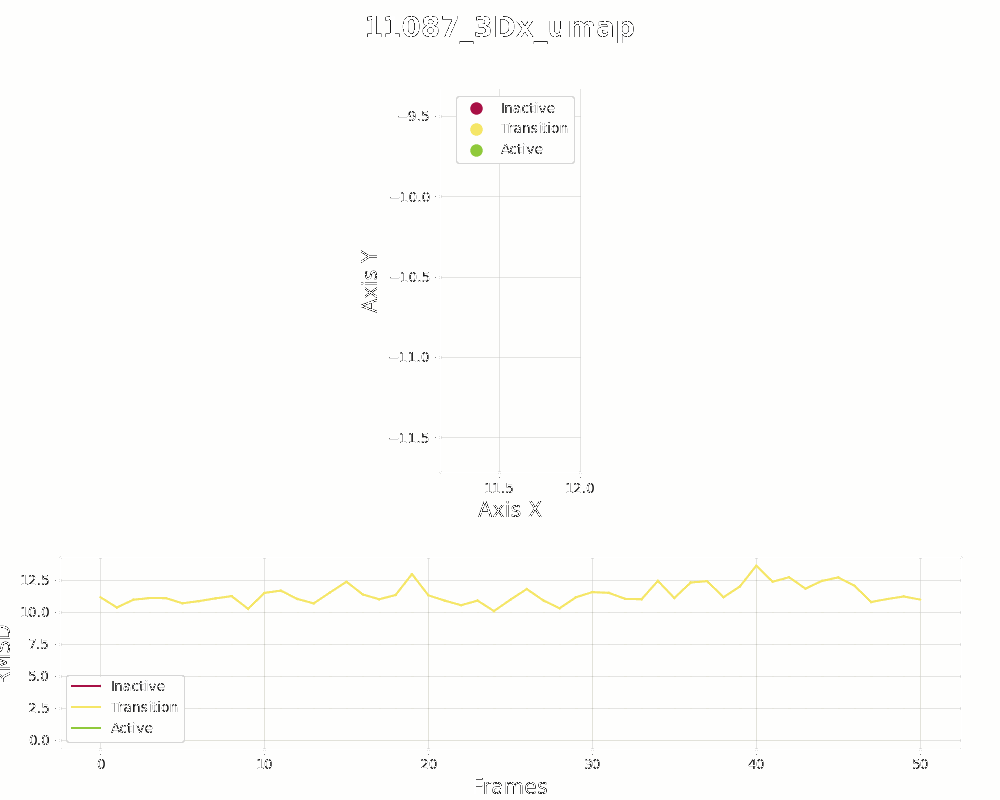 11087_3Dx_umap
Inactive
Transition
Active
−9.5
−10.0
−10.5
−11.0
−11.5
Axis Y
11.5 12.0
Axis X
12.5
10.0
7.5
5.0
2.5
0.0
RMSD
Inactive
Transition
Active
0 10 20 30 40 50
Frames